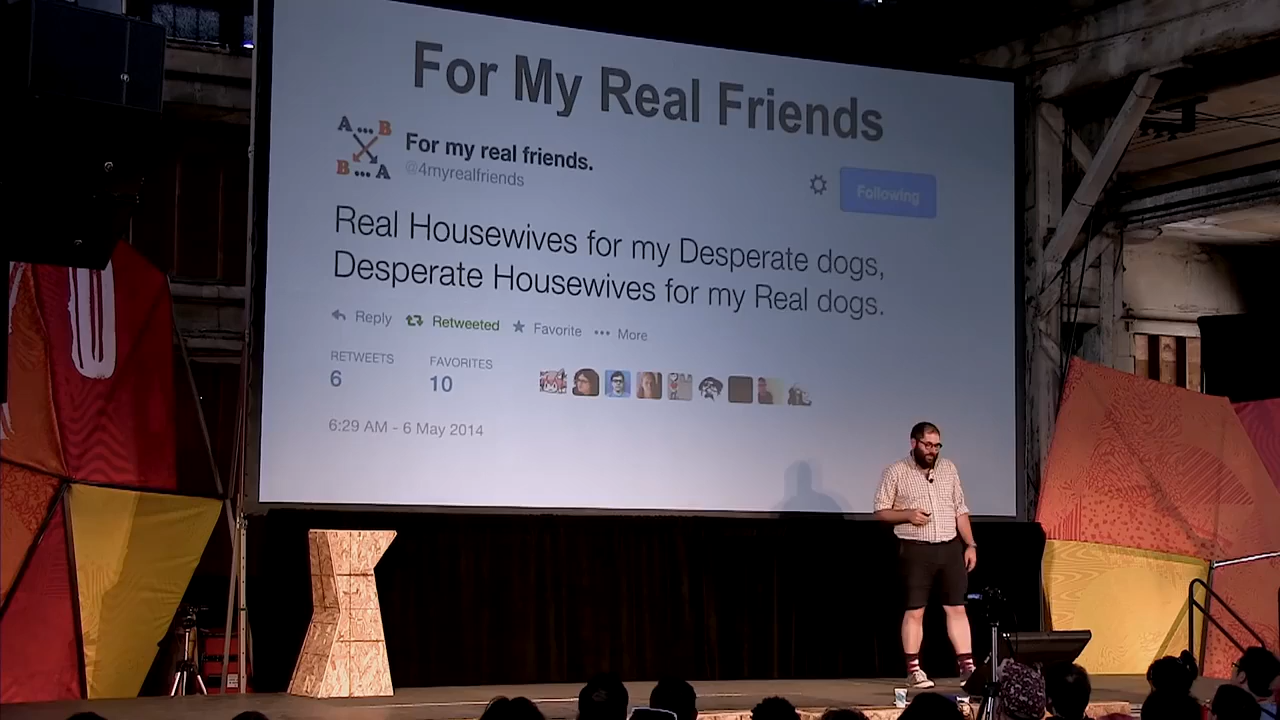 For My Real Friends
A ... B
B ... A
For my real friends.
@4myrealfriends
Following
Real Housewives for my Desperate dogs,
Desperate Housewives for my Real dogs.
Reply Retweeted Favorite ••• More
RETWEETS FAVORITES
6 10
6:29 AM - 6 May 2014